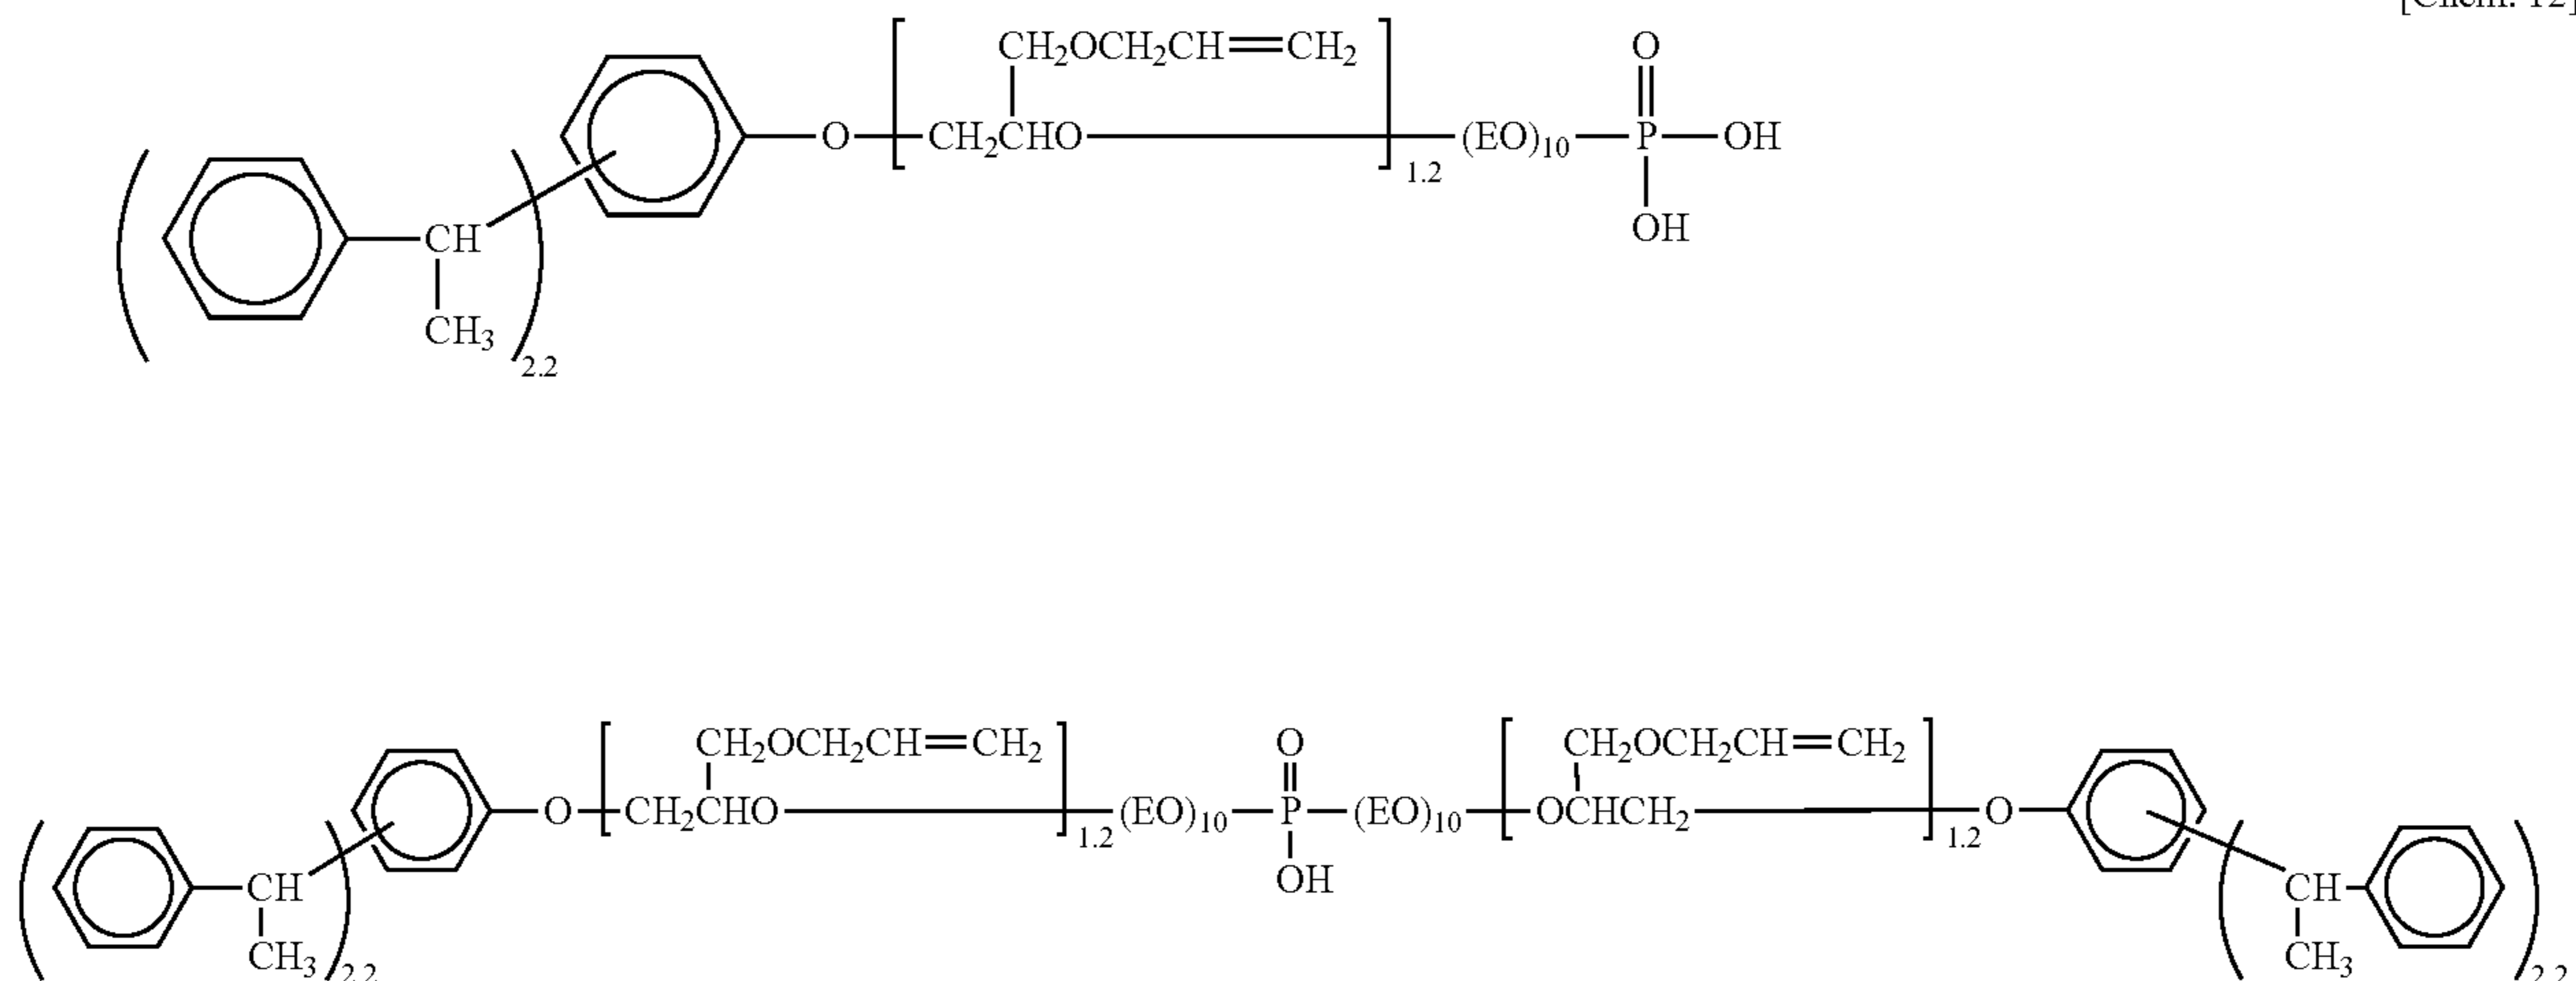 [Chem. 12]
CH₂OCH₂CH=CH₂ O
O CH₂CHO (EO)₁₀ P OH
1.2
CH OH
CH₃
2.2
CH₂OCH₂CH=CH₂ O CH₂OCH₂CH=CH₂
O CH₂CHO (EO)₁₀ P (EO)₁₀ OCHCH₂ O
1.2 1.2
CH OH CH
CH₃ CH₃
2.2 2.2